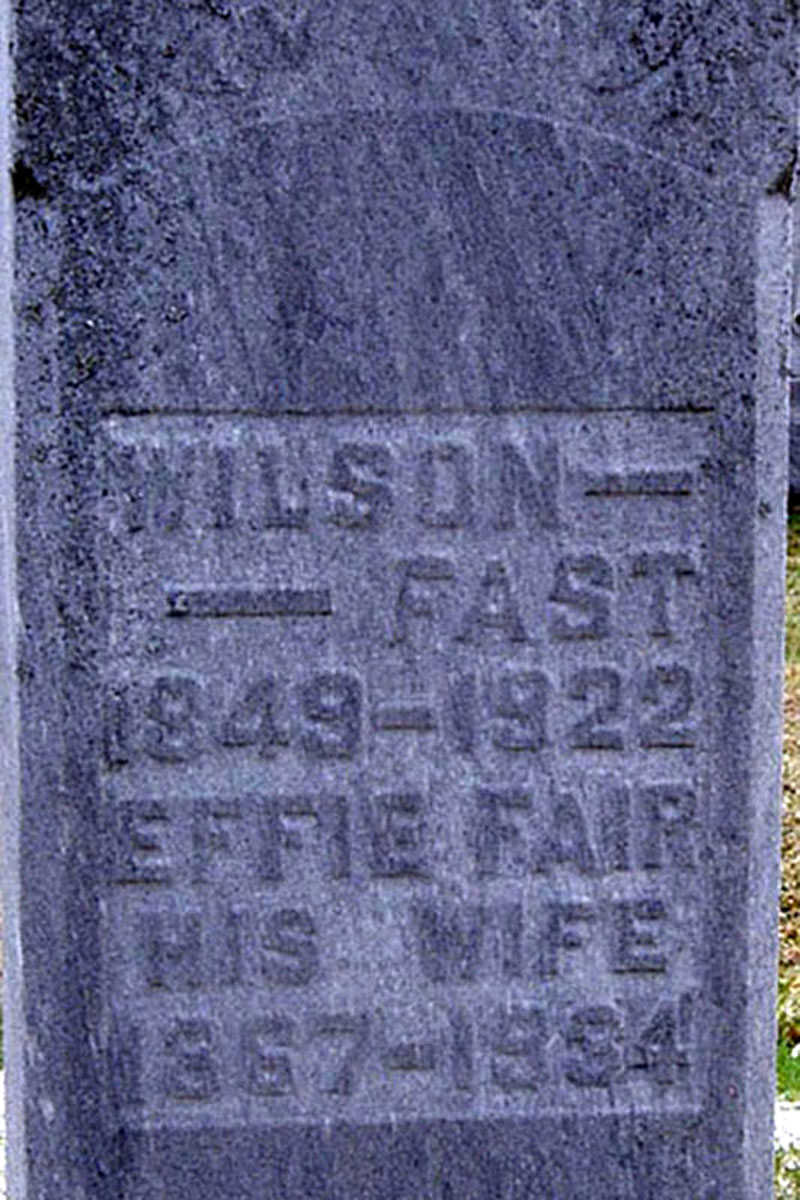 WILSON —
— FAST
1849-1922
EFFIE FAIR
HIS WIFE
1867-1934